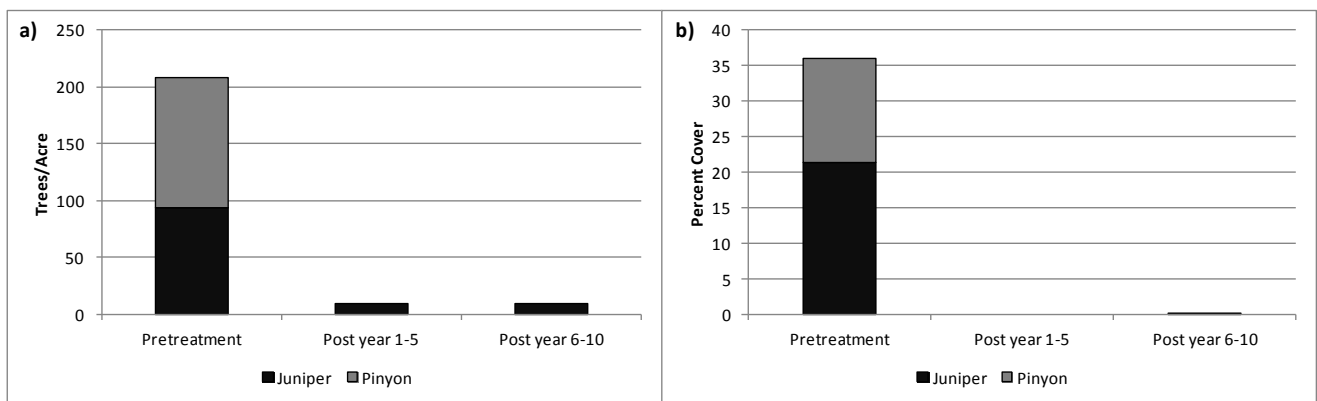 a)
250
200
150
100
50
0
Trees/Acre
Pretreatment Post year 1-5 Post year 6-10
Juniper Pinyon
b)
40
35
30
25
20
15
10
5
0
Percent Cover
Pretreatment Post year 1-5 Post year 6-10
Juniper Pinyon